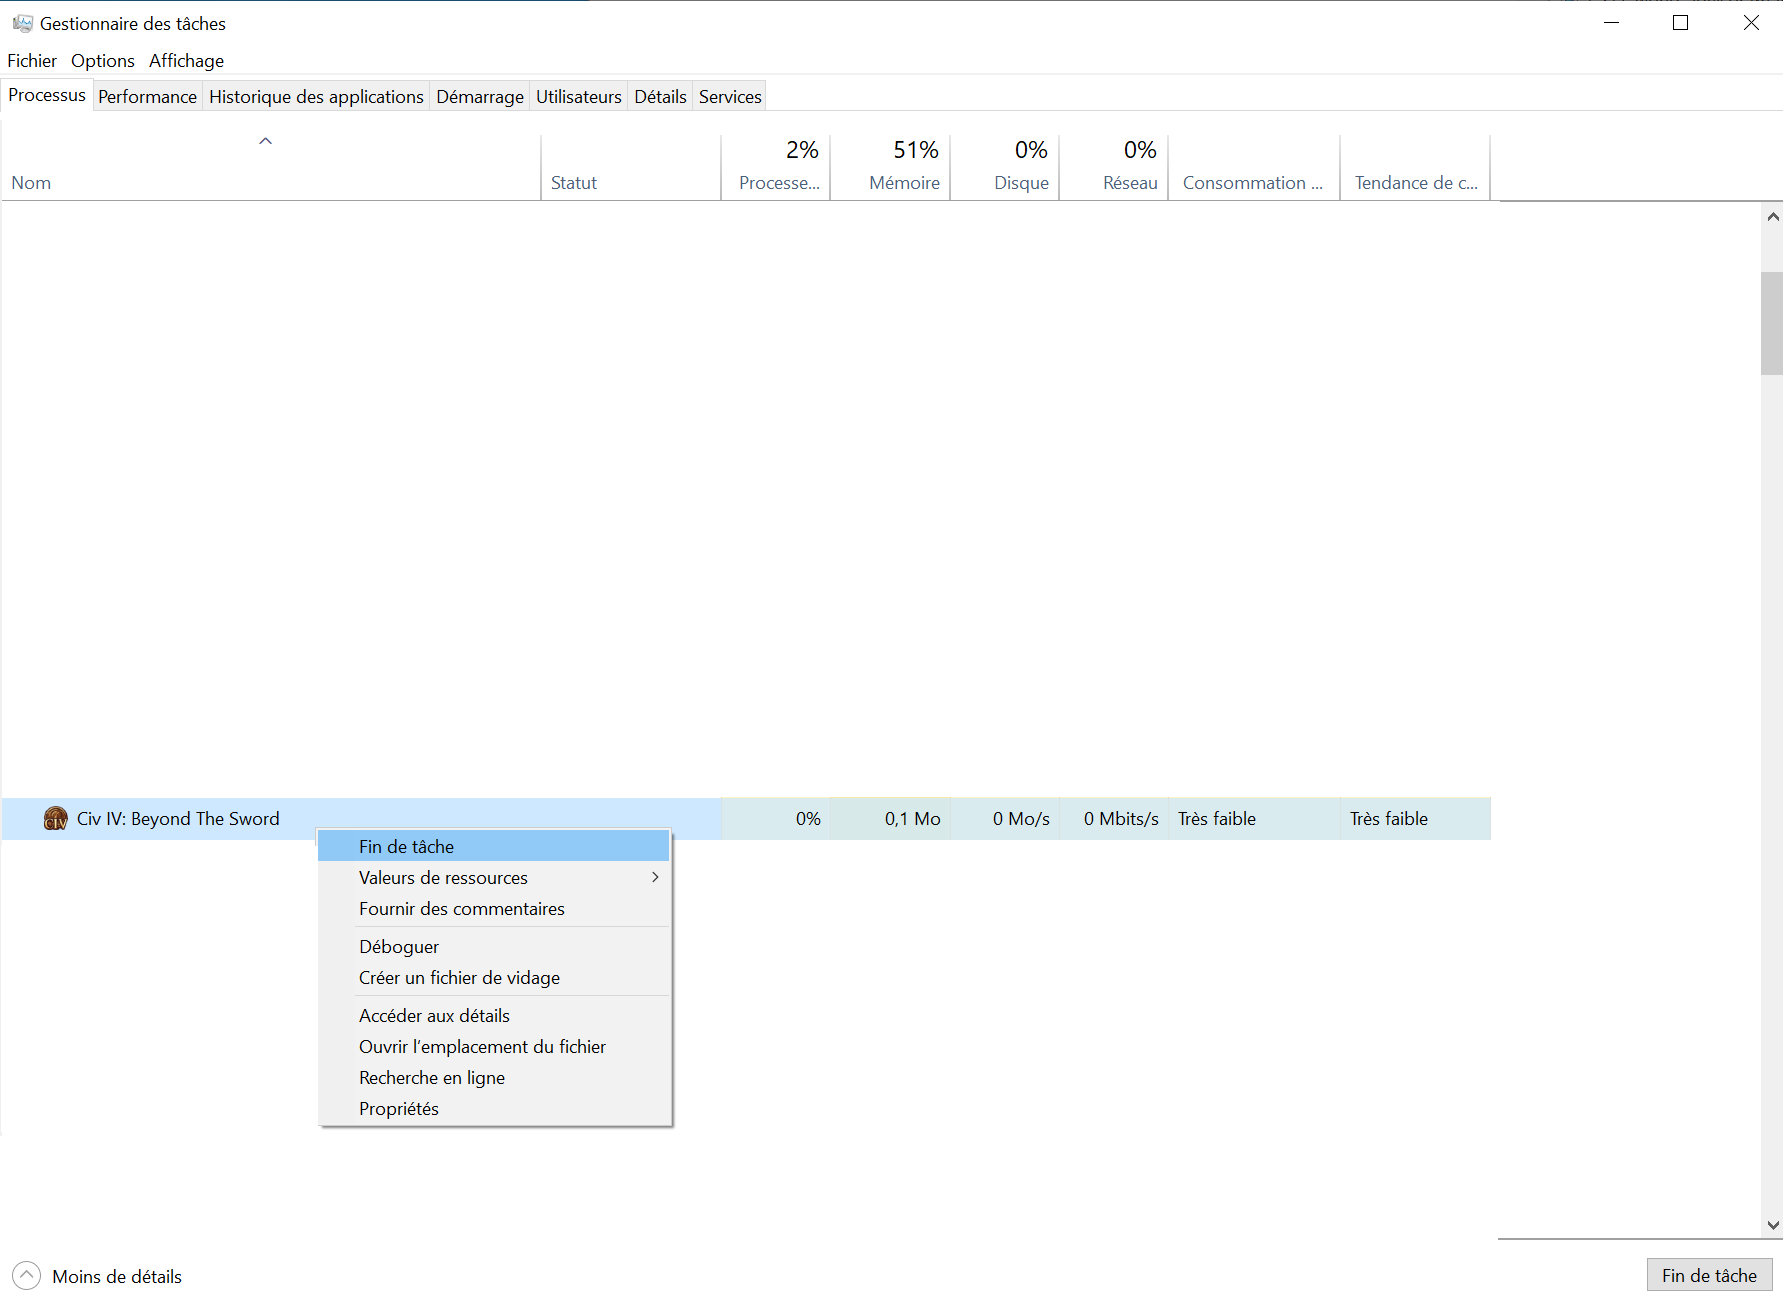 Gestionnaire des tâches
Fichier Options Affichage
Processus Performance Historique des applications Démarrage Utilisateurs Détails Services
2% 51% 0% 0%
Nom Statut Processe... Mémoire Disque Réseau Consommation ... Tendance de c...
CIV Civ IV: Beyond The Sword 0% 0,1 Mo 0 Mo/s 0 Mbits/s Très faible Très faible
Fin de tâche
Valeurs de ressources
Fournir des commentaires
Déboguer
Créer un fichier de vidage
Accéder aux détails
Ouvrir l’emplacement du fichier
Recherche en ligne
Propriétés
Moins de détails Fin de tâche